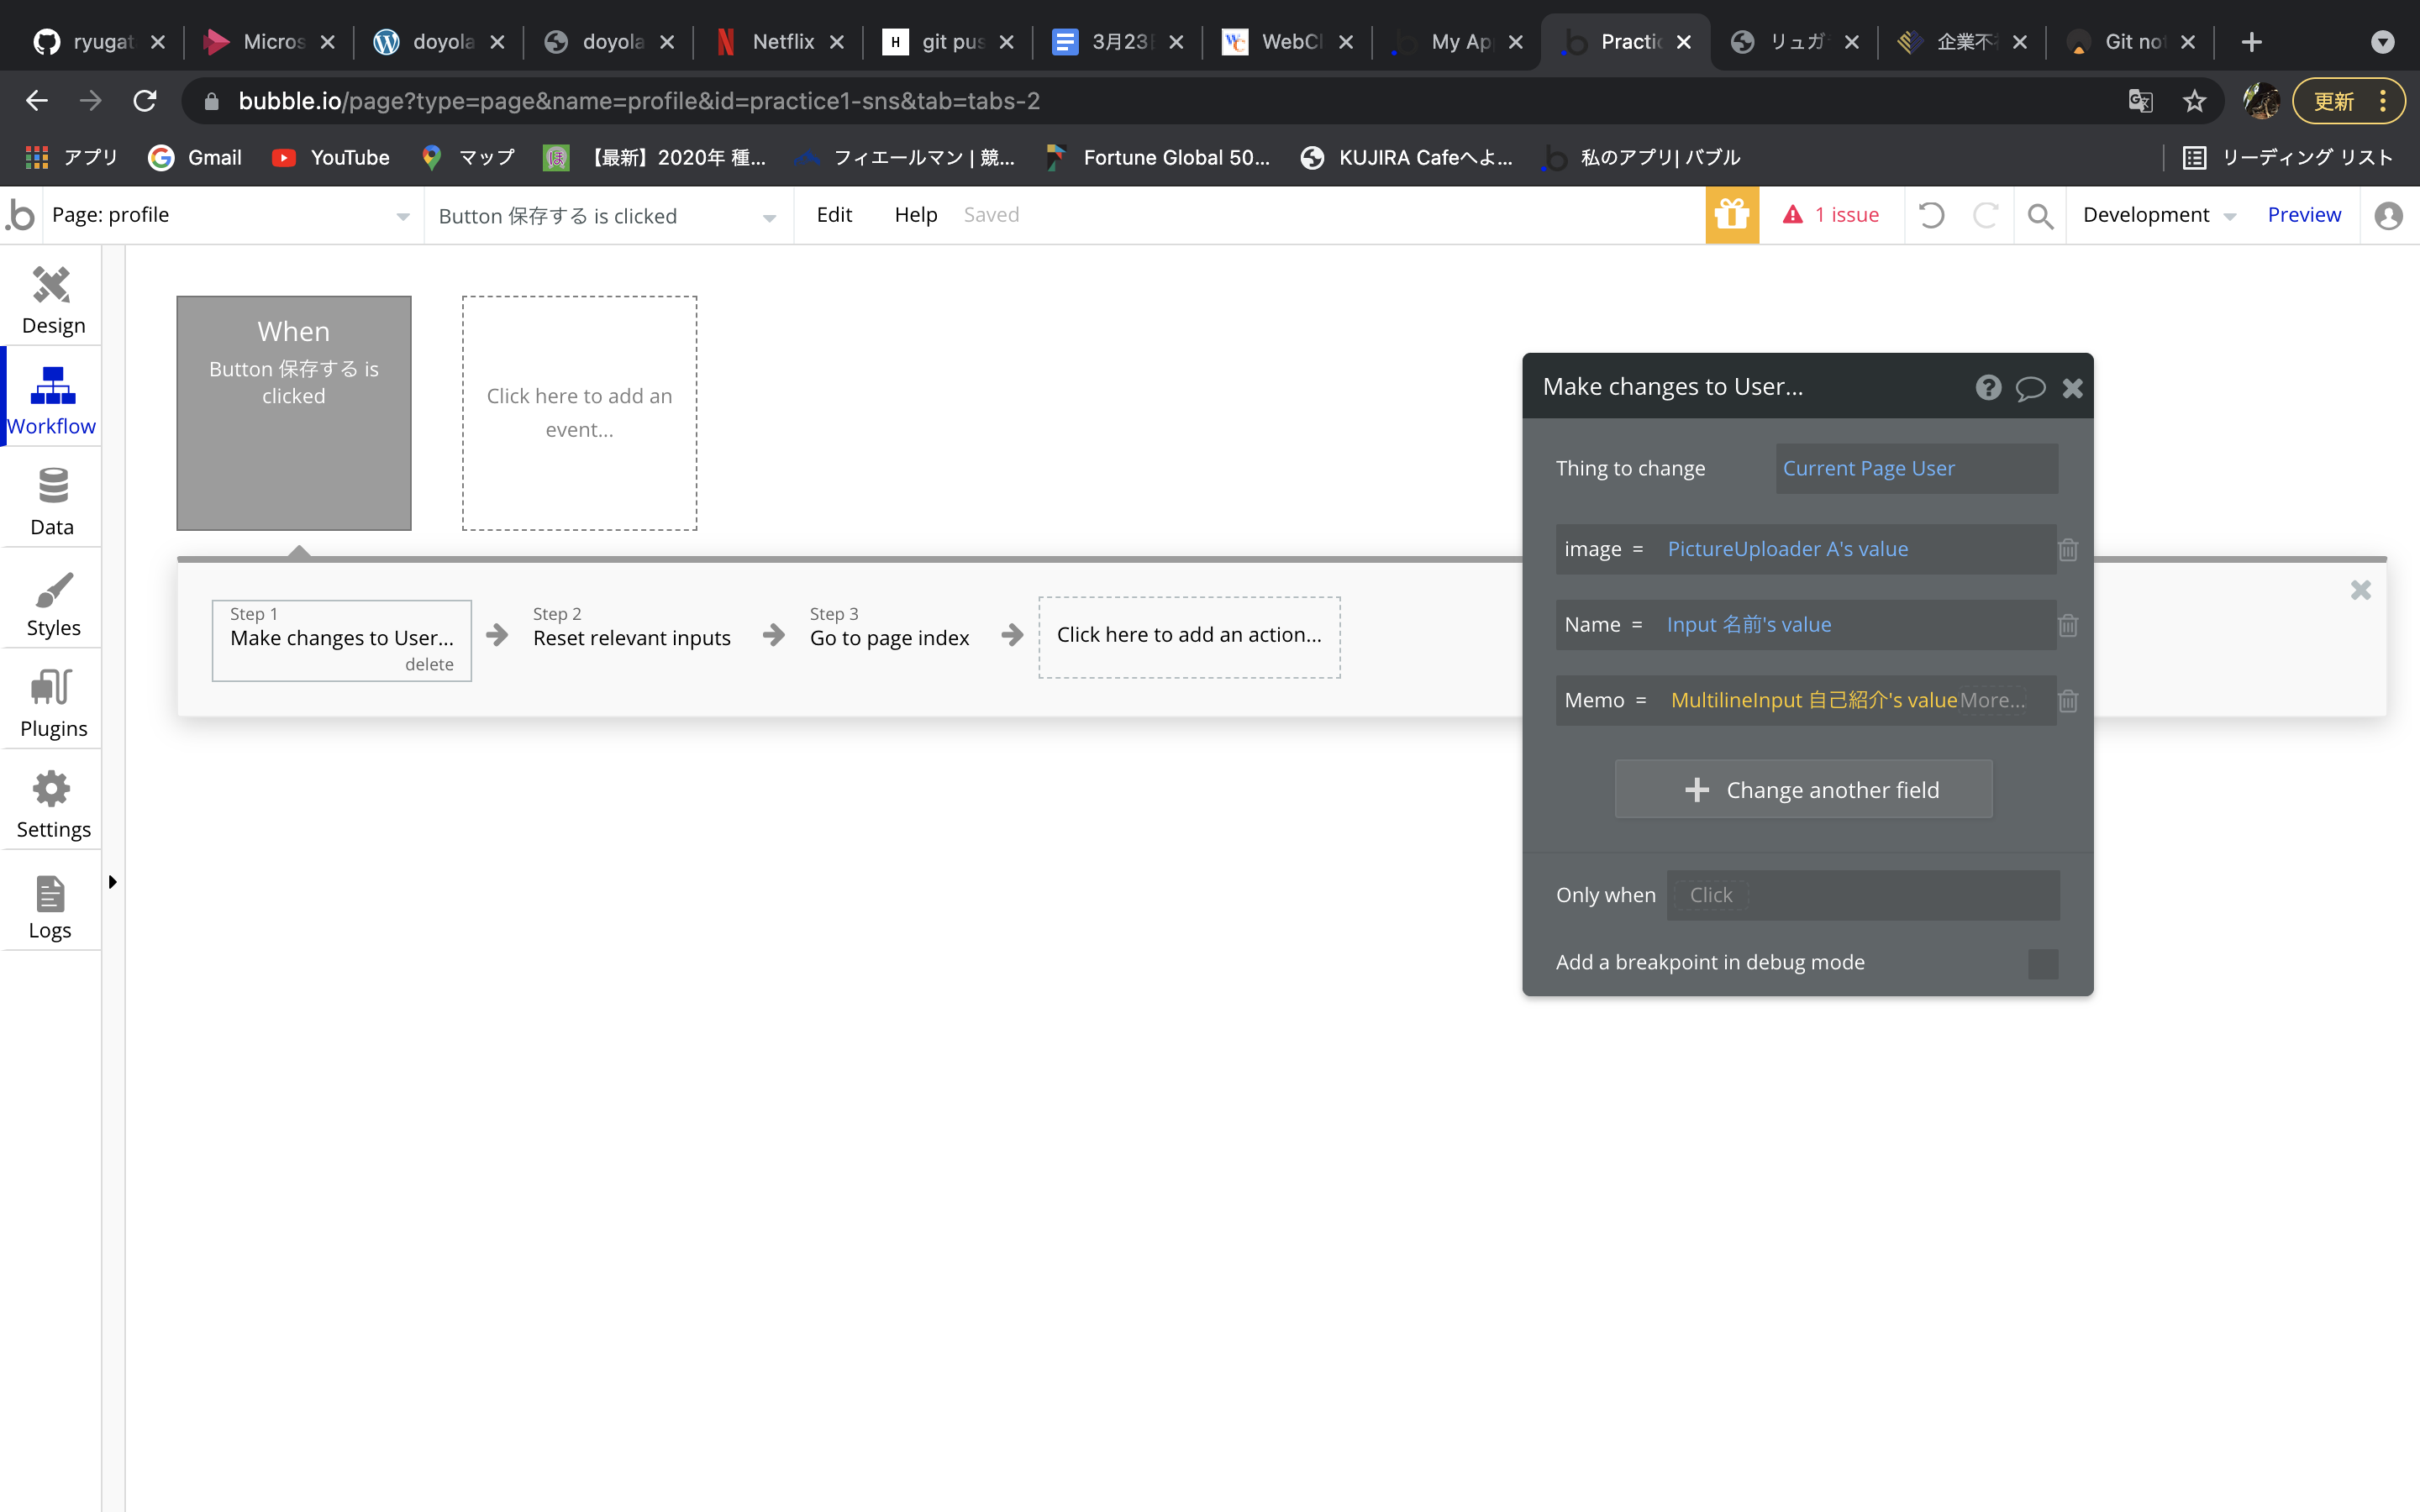 ryugat
Micros
doyola
doyola
Netflix
git pus
3月23日
WebCl
My Ap
Practic
リュガ
企業不
Git not
bubble.io/page?type=page&name=profile&id=practice1-sns&tab=tabs-2
更新
アプリ
Gmail
YouTube
マップ
【最新】2020年 種...
フィエールマン | 競...
Fortune Global 50...
KUJIRA Cafeへよ...
私のアプリ| バブル
リーディング リスト
Page: profile
Button 保存する is clicked
Edit
Help
Saved
1 issue
Development
Preview
Design
Workflow
Data
Styles
Plugins
Settings
Logs
When
Button 保存する is
clicked
Click here to add an
event...
Step 1
Make changes to User...
delete
Step 2
Reset relevant inputs
Step 3
Go to page index
Click here to add an action...
Make changes to User...
Thing to change Current Page User
image = PictureUploader A's value
Name = Input 名前's value
Memo = MultilineInput 自己紹介's value More...
Change another field
Only when Click
Add a breakpoint in debug mode